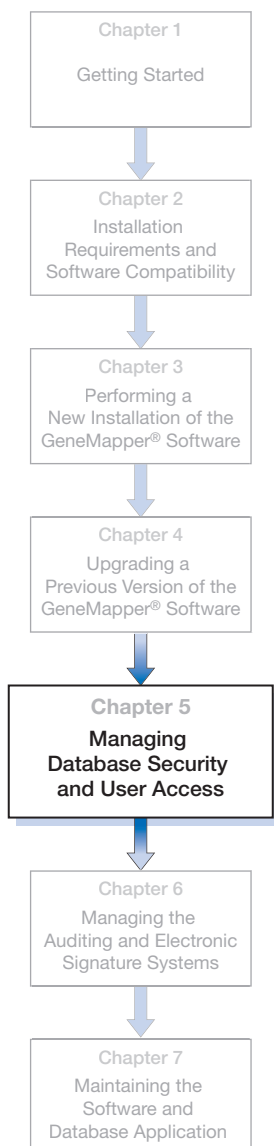 Chapter 1
Getting Started
Chapter 2
Installation
Requirements and
Software Compatibility
Chapter 3
Performing a
New Installation of the
GeneMapper® Software
Chapter 4
Upgrading a
Previous Version of the
GeneMapper® Software
Chapter 5
Managing
Database Security
and User Access
Chapter 6
Managing the
Auditing and Electronic
Signature Systems
Chapter 7
Maintaining the
Software and
Database Application